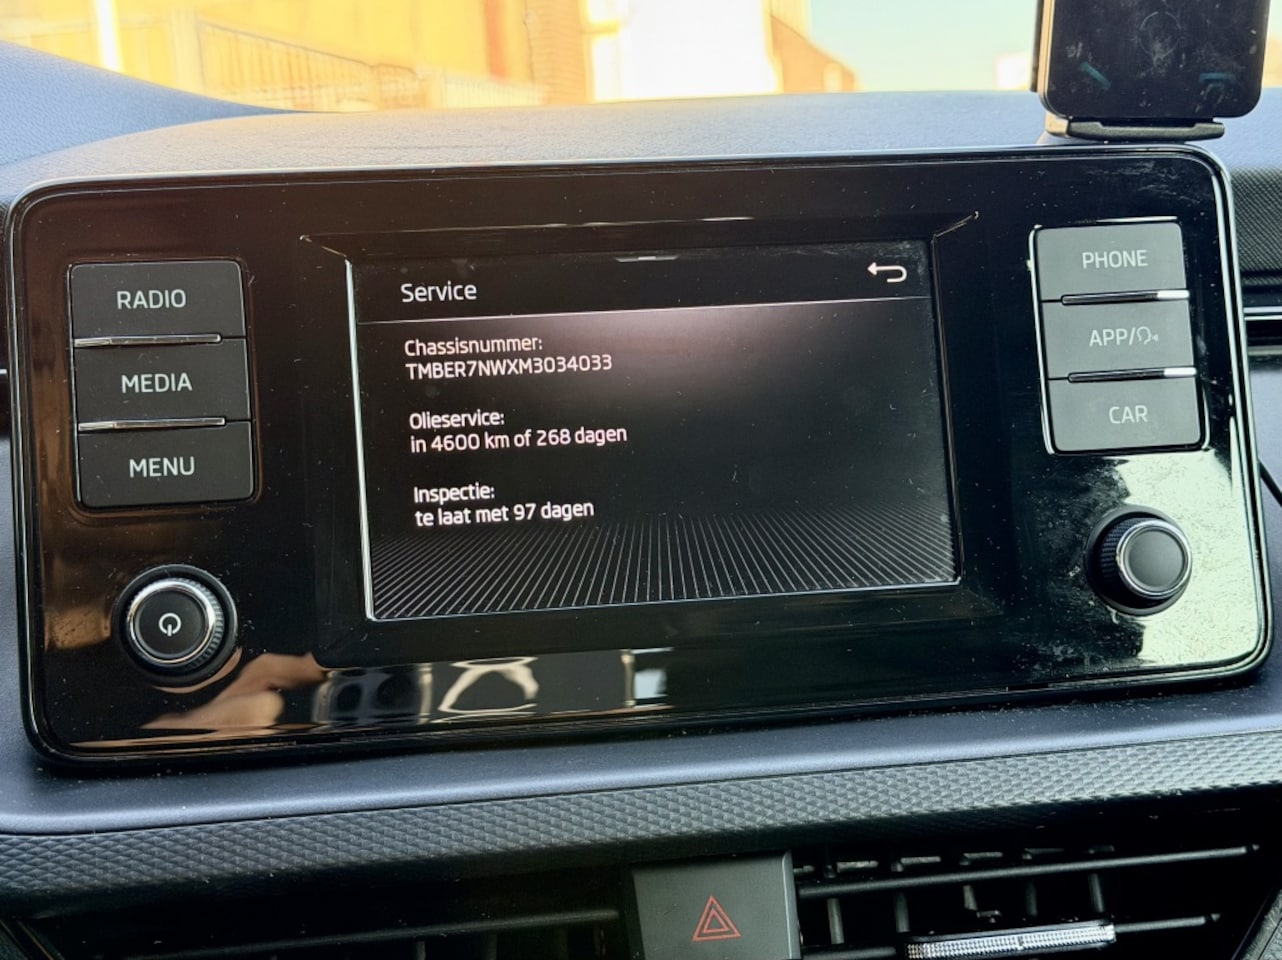 RADIO
MEDIA
MENU
Service
Chassisnummer:
TMBER7NWXM3034033
Olieservice:
in 4600 km of 268 dagen
Inspectie:
te laat met 97 dagen
PHONE
APP/
CAR